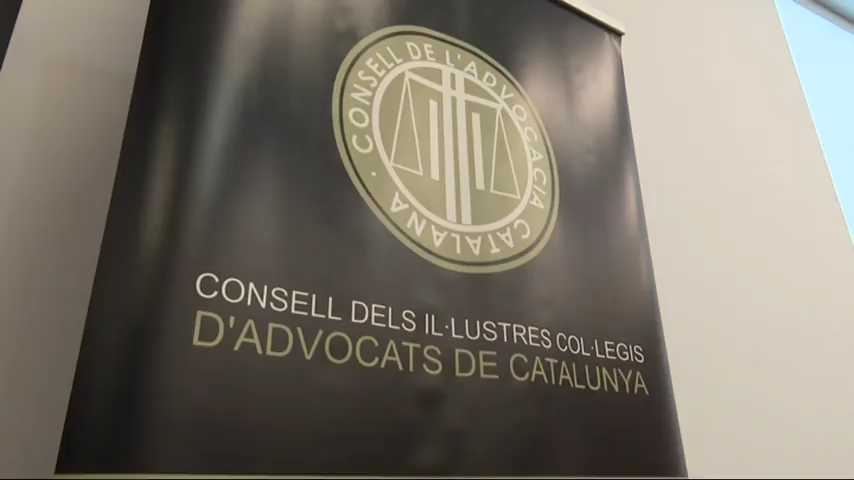 CONSELL DE L'ADVOCACIA CATALANA ·
CONSELL DELS IL·LUSTRES COL·LEGIS
D'ADVOCATS DE CATALUNYA